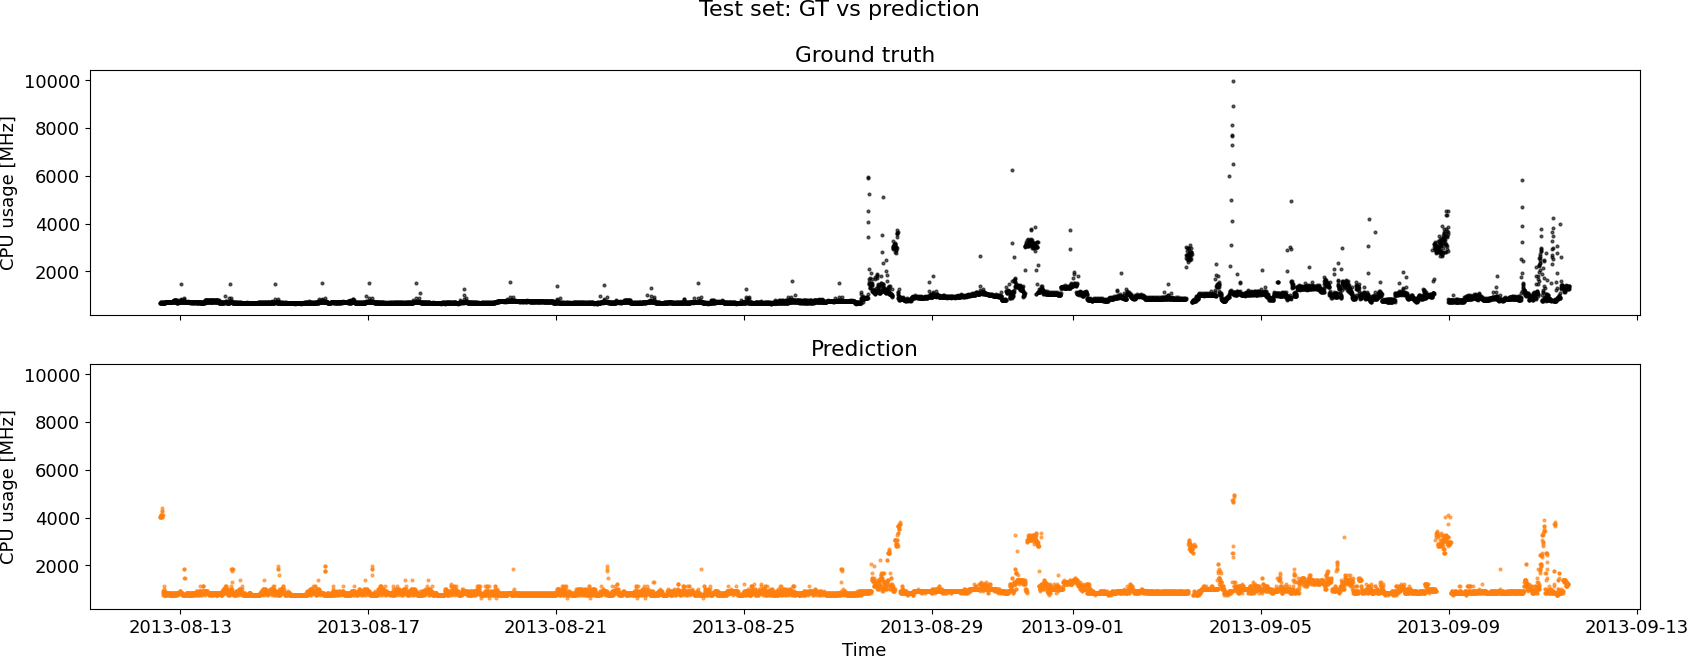 Test set: GT vs prediction
Ground truth
10000
8000
6000
4000
2000
CPU usage [MHz]
Prediction
10000
8000
6000
4000
2000
CPU usage [MHz]
2013-08-13 2013-08-17 2013-08-21 2013-08-25 2013-08-29 2013-09-01 2013-09-05 2013-09-09 2013-09-13
Time